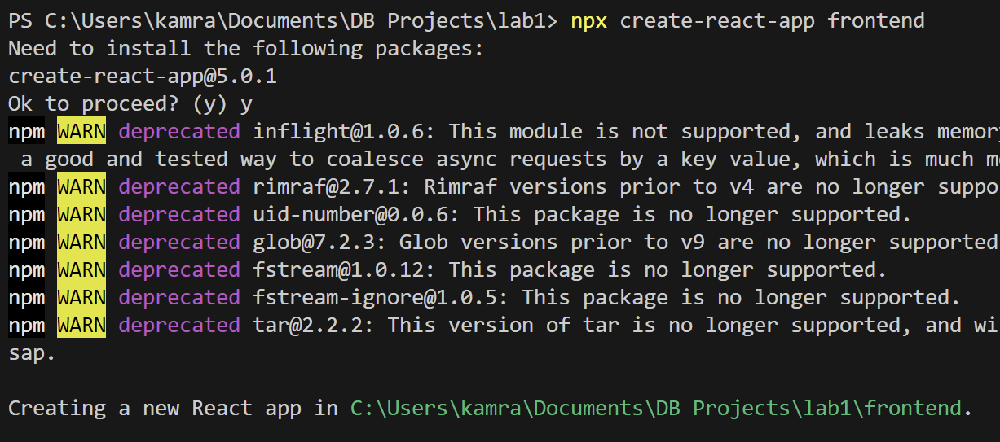 PS C:\Users\kamra\Documents\DB Projects\lab1> npx create-react-app frontend
Need to install the following packages:
create-react-app@5.0.1
Ok to proceed? (y) y
npm WARN deprecated inflight@1.0.6: This module is not supported, and leaks memory
a good and tested way to coalesce async requests by a key value, which is much
npm WARN deprecated rimraf@2.7.1: Rimraf versions prior to v4 are no longer
npm WARN deprecated uid-number@0.0.6: This package is no longer supported.
npm WARN deprecated glob@7.2.3: Glob versions prior to v9 are no longer supported
npm WARN deprecated fstream@1.0.12: This package is no longer supported.
npm WARN deprecated fstream-ignore@1.0.5: This package is no longer supported.
npm WARN deprecated tar@2.2.2: This version of tar is no longer supported, and
sap.
Creating a new React app in C:\Users\kamra\Documents\DB Projects\lab1\frontend.